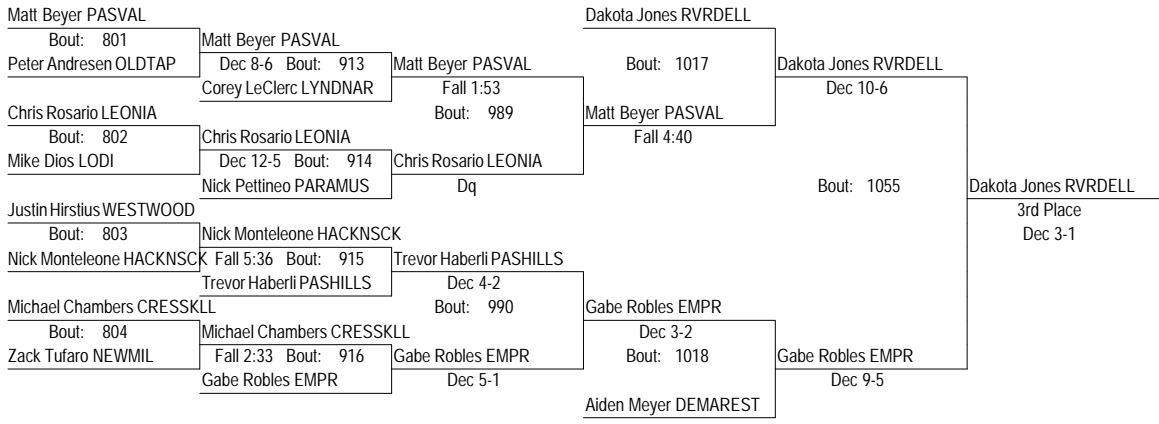 Matt Beyer PASVAL
Dakota Jones RVRDELL
Bout: 801
Matt Beyer PASVAL
Peter Andresen OLDTAP
Dec 8-6 Bout: 913
Matt Beyer PASVAL
Bout: 1017
Dakota Jones RVRDELL
Corey LeClerc LYNDNAR
Fall 1:53
Dec 10-6
Chris Rosario LEONIA
Bout: 989
Matt Beyer PASVAL
Bout: 802
Chris Rosario LEONIA
Fall 4:40
Mike Dios LODI
Dec 12-5 Bout: 914
Chris Rosario LEONIA
Nick Pettineo PARAMUS
Dq
Bout: 1055
Dakota Jones RVRDELL
Justin Hirstius WESTWOOD
3rd Place
Bout: 803
Nick Monteleone HACKNSCK
Dec 3-1
Nick Monteleone HACKNSCK
Fall 5:36 Bout: 915
Trevor Haberli PASHILLS
Trevor Haberli PASHILLS
Dec 4-2
Michael Chambers CRESSKLL
Bout: 990
Gabe Robles EMPR
Bout: 804
Michael Chambers CRESSKLL
Dec 3-2
Zack Tufaro NEWMIL
Fall 2:33 Bout: 916
Gabe Robles EMPR
Bout: 1018
Gabe Robles EMPR
Gabe Robles EMPR
Dec 5-1
Dec 9-5
Aiden Meyer DEMAREST